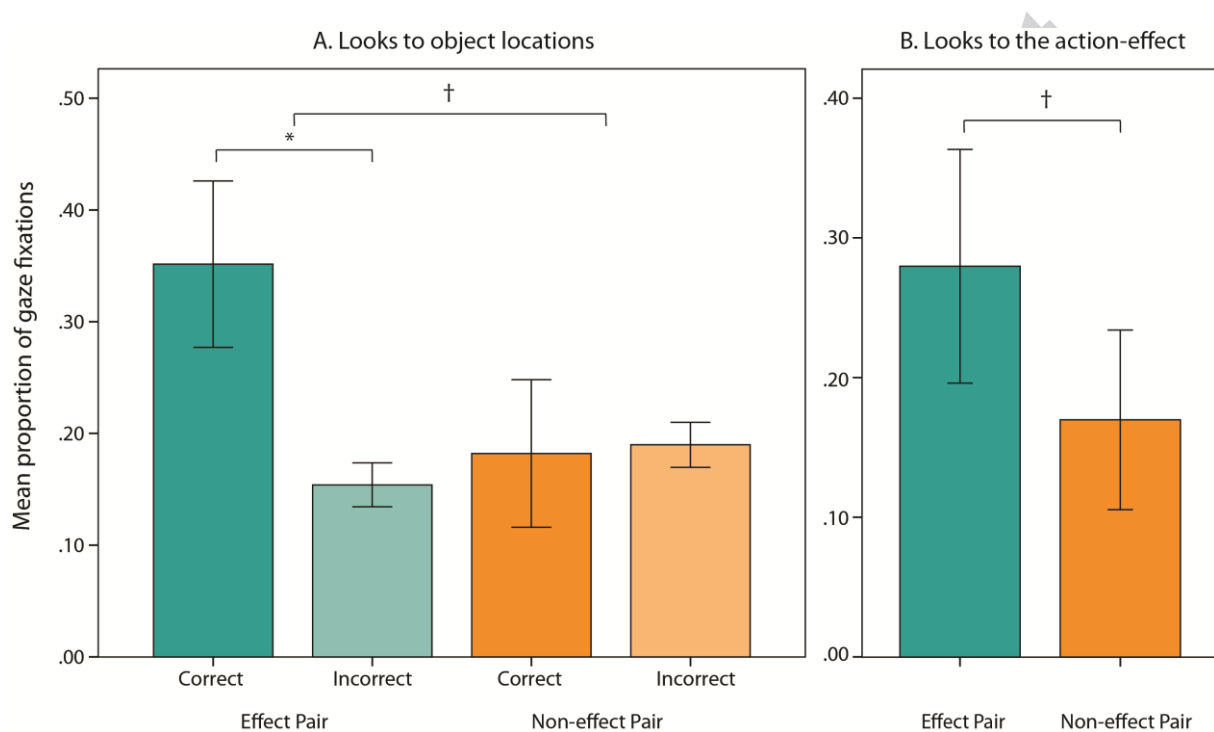 A. Looks to object locations
B. Looks to the action-effect
Mean proportion of gaze fixations
.50
.40
.30
.20
.10
.00
†
*
Correct
Incorrect
Correct
Incorrect
Effect Pair
Non-effect Pair
.40
.30
.20
.10
.00
†
Effect Pair
Non-effect Pair